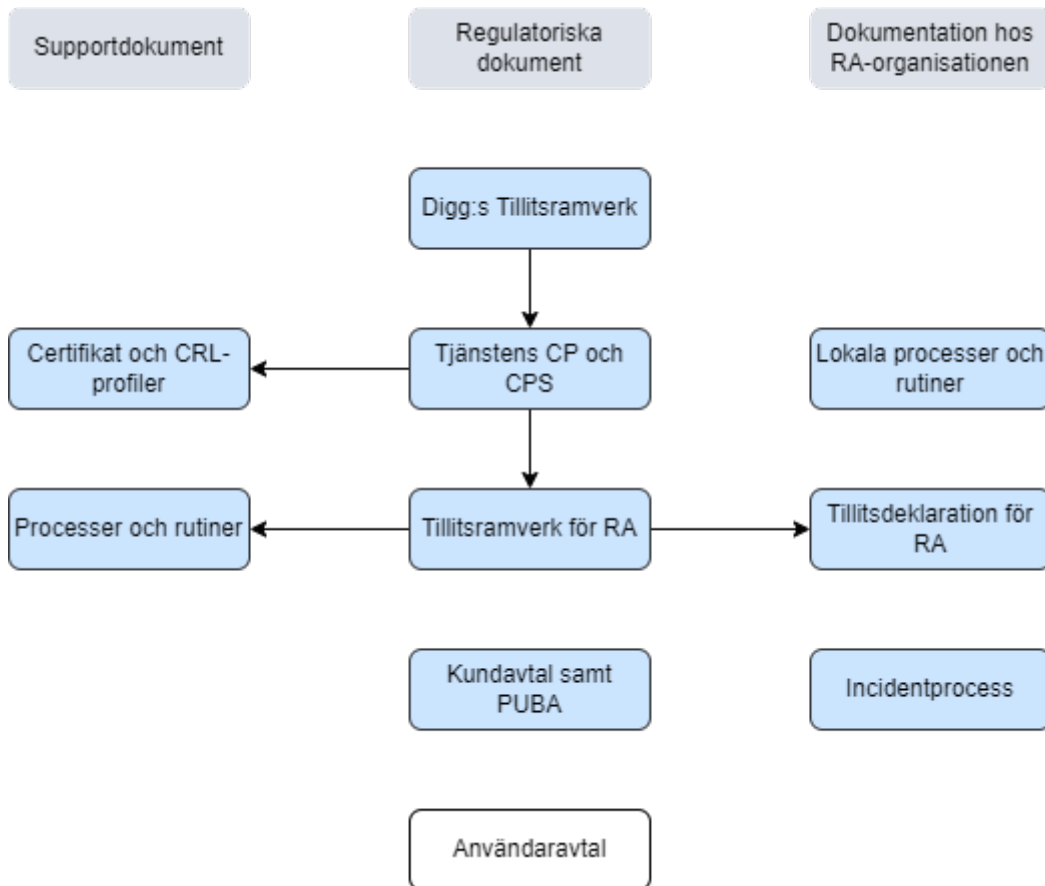 Supportdokument
Regulatoriska
dokument
Dokumentation hos
RA-organisationen
Digg:s Tillitsramverk
Certifikat och CRL-
profiler
Tjänstens CP och
CPS
Lokala processer och
rutiner
Processer och rutiner
Tillitsramverk för RA
Tillitsdeklaration för
RA
Kundavtal samt
PUBA
Incidentprocess
Användaravtal